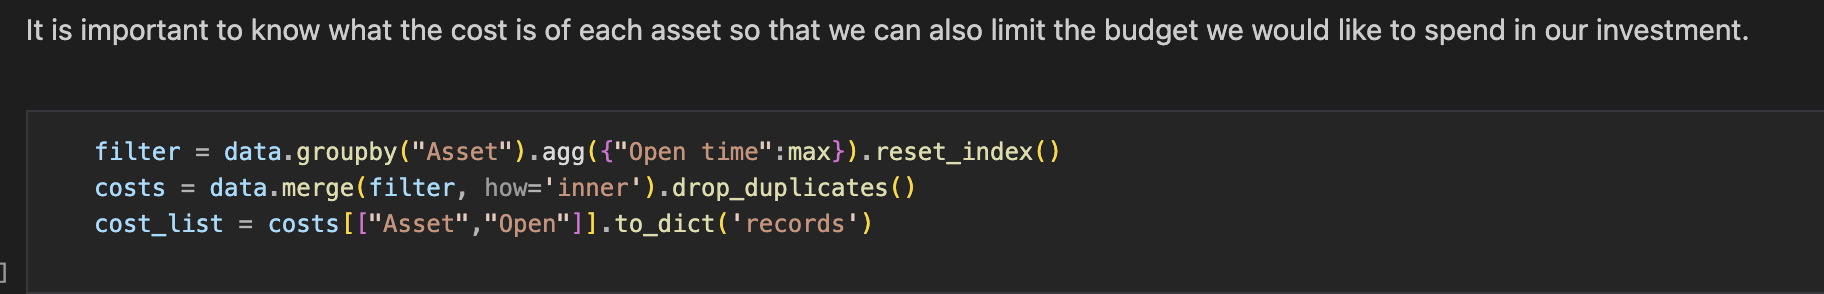 It is important to know what the cost is of each asset so that we can also limit the budget we would like to spend in our investment.
filter = data.groupby("Asset").agg({"Open time":max}).reset_index()
costs = data.merge(filter, how='inner').drop_duplicates()
cost_list = costs[["Asset","Open"]].to_dict('records')
]